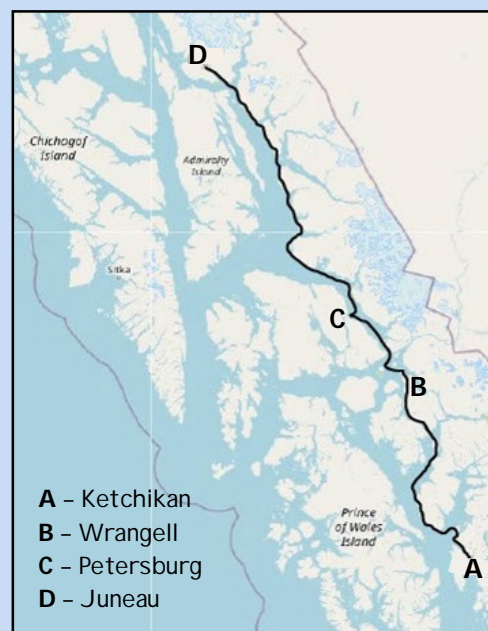 D
Chichagof
Island
Admiralty
Island
Sitka
C
B
Prince
of Wales
Island
A
A – Ketchikan
B – Wrangell
C – Petersburg
D – Juneau